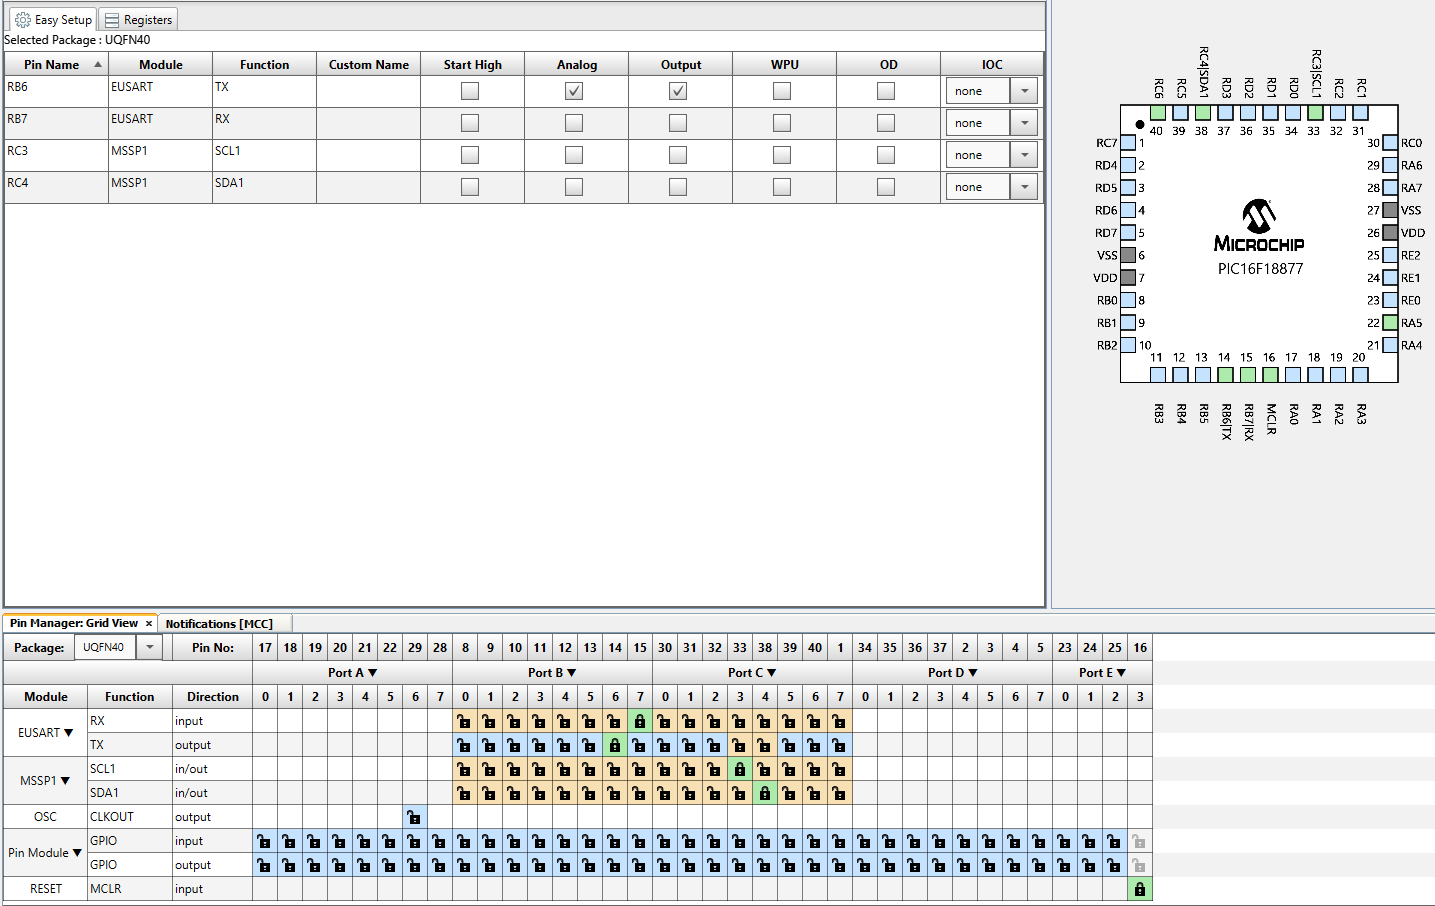 Easy Setup Registers
Selected Package : UQFN40
Pin Name Module Function Custom Name Start High Analog Output WPU OD IOC
RB6 EUSART TX none
RB7 EUSART RX none
RC3 MSSP1 SCL1 none
RC4 MSSP1 SDA1 none
RC6 RC5 RC4|SDA1 RD3 RD2 RD1 RD0 RC3|SCL1 RC2 RC1
40 39 38 37 36 35 34 33 32 31
RC7 1 30 RC0
RD4 2 29 RA6
RD5 3 28 RA7
RD6 4 27 VSS
RD7 5 26 VDD
VSS 6 25 RE2
VDD 7 24 RE1
RB0 8 23 RE0
RB1 9 22 RA5
RB2 10 21 RA4
MICROCHIP
PIC16F18877
11 12 13 14 15 16 17 18 19 20
RB3 RB4 RB5 RB6|TX RB7|RX MCLR RA0 RA1 RA2 RA3
Pin Manager: Grid View × Notifications [MCC]
Package: UQFN40 Pin No: 17 18 19 20 21 22 29 28 8 9 10 11 12 13 14 15 30 31 32 33 38 39 40 1 34 35 36 37 2 3 4 5 23 24 25 16
Port A ▼ Port B ▼ Port C ▼ Port D ▼ Port E ▼
Module Function Direction 0 1 2 3 4 5 6 7 0 1 2 3 4 5 6 7 0 1 2 3 4 5 6 7 0 1 2 3 4 5 6 7 0 1 2 3
EUSART ▼ RX input
TX output
MSSP1 ▼ SCL1 in/out
SDA1 in/out
OSC CLKOUT output
Pin Module ▼ GPIO input
GPIO output
RESET MCLR input